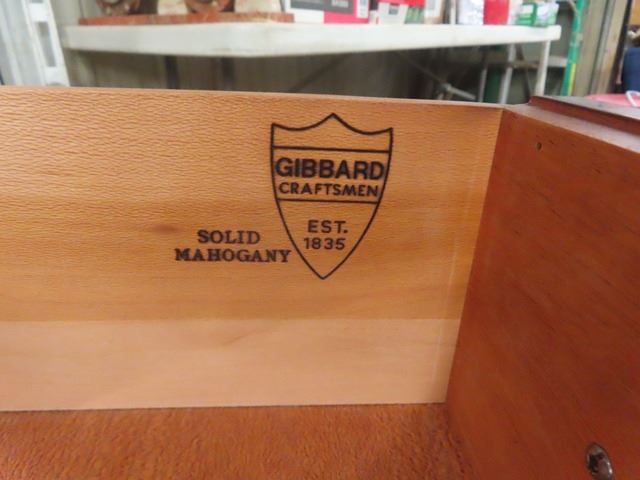 GIBBARD
CRAFTSMEN
EST.
1835
SOLID
MAHOGANY